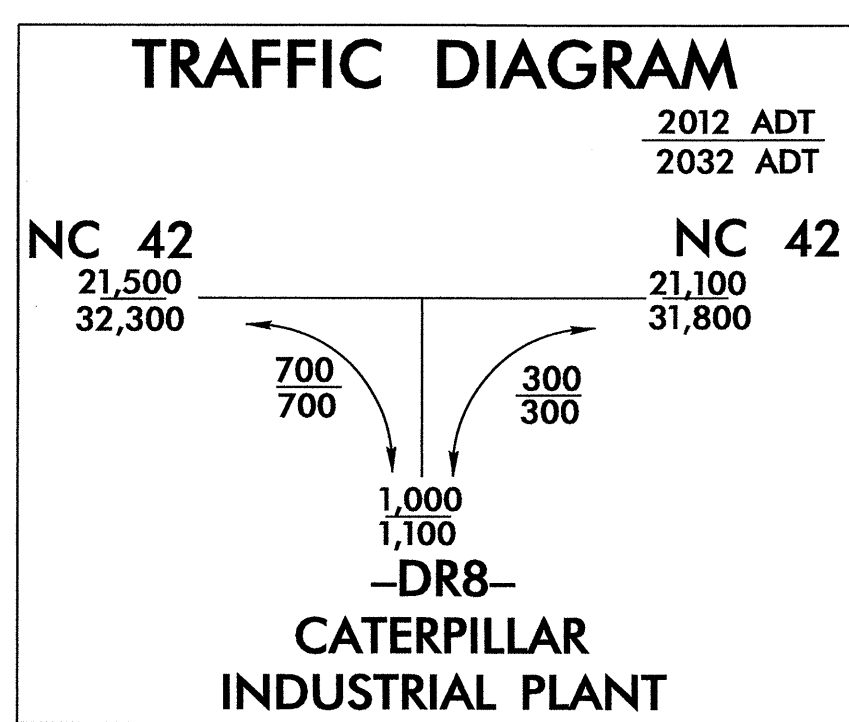 TRAFFIC DIAGRAM
2012 ADT
2032 ADT
NC 42
21,500
32,300
NC 42
21,100
31,800
700
700
300
300
1,000
1,100
–DR8–
CATERPILLAR
INDUSTRIAL PLANT